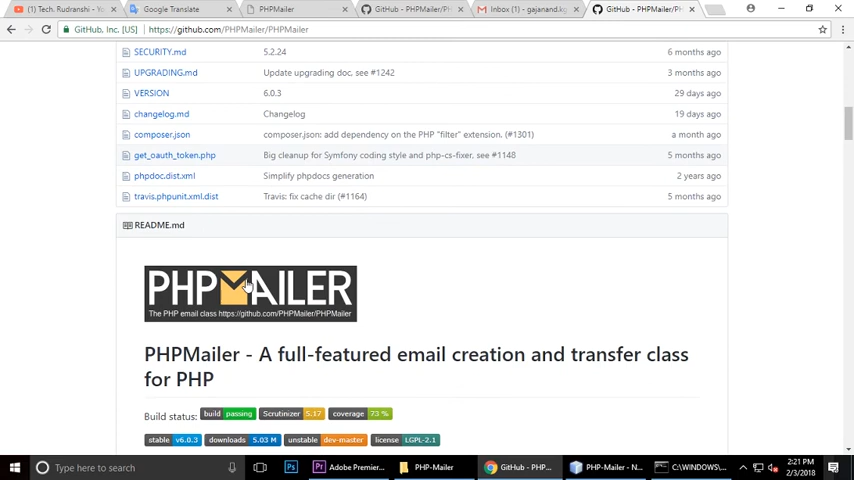 (1) Tech. Rudranshi - Yo
Google Translate
PHPMailer
GitHub - PHPMailer/PH
Inbox (1) - gajanand.kg
GitHub - PHPMailer/PH
GitHub, Inc. [US]
https://github.com/PHPMailer/PHPMailer
SECURITY.md 5.2.24 6 months ago
UPGRADING.md Update upgrading doc, see #1242 3 months ago
VERSION 6.0.3 29 days ago
changelog.md Changelog 19 days ago
composer.json composer.json: add dependency on the PHP "filter" extension. (#1301) a month ago
get_oauth_token.php Big cleanup for Symfony coding style and php-cs-fixer, see #1148 5 months ago
phpdoc.dist.xml Simplify phpdocs generation 2 years ago
travis.phpunit.xml.dist Travis: fix cache dir (#1164) 5 months ago
README.md
PHPMAILER
The PHP email class https://github.com/PHPMailer/PHPMailer
PHPMailer - A full-featured email creation and transfer class
for PHP
Build status: build passing Scrutinizer 5.17 coverage 73 %
stable v6.0.3 downloads 5.03 M unstable dev-master license LGPL-2.1
Type here to search
Ps
Pr Adobe Premier...
PHP-Mailer
GitHub - PHP...
PHP-Mailer - N...
C:\WINDOWS\...
2:21 PM
2/3/2018